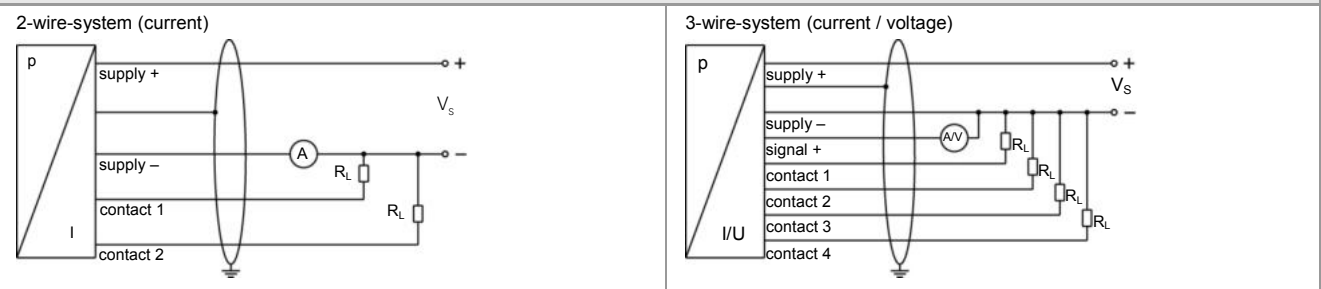 2-wire-system (current)
p
supply +
+
Vs
supply –
A
–
RL
contact 1
RL
I
contact 2
3-wire-system (current / voltage)
p
supply +
+
VS
supply –
–
A/V
signal +
RL
contact 1
RL
contact 2
RL
contact 3
RL
I/U
contact 4